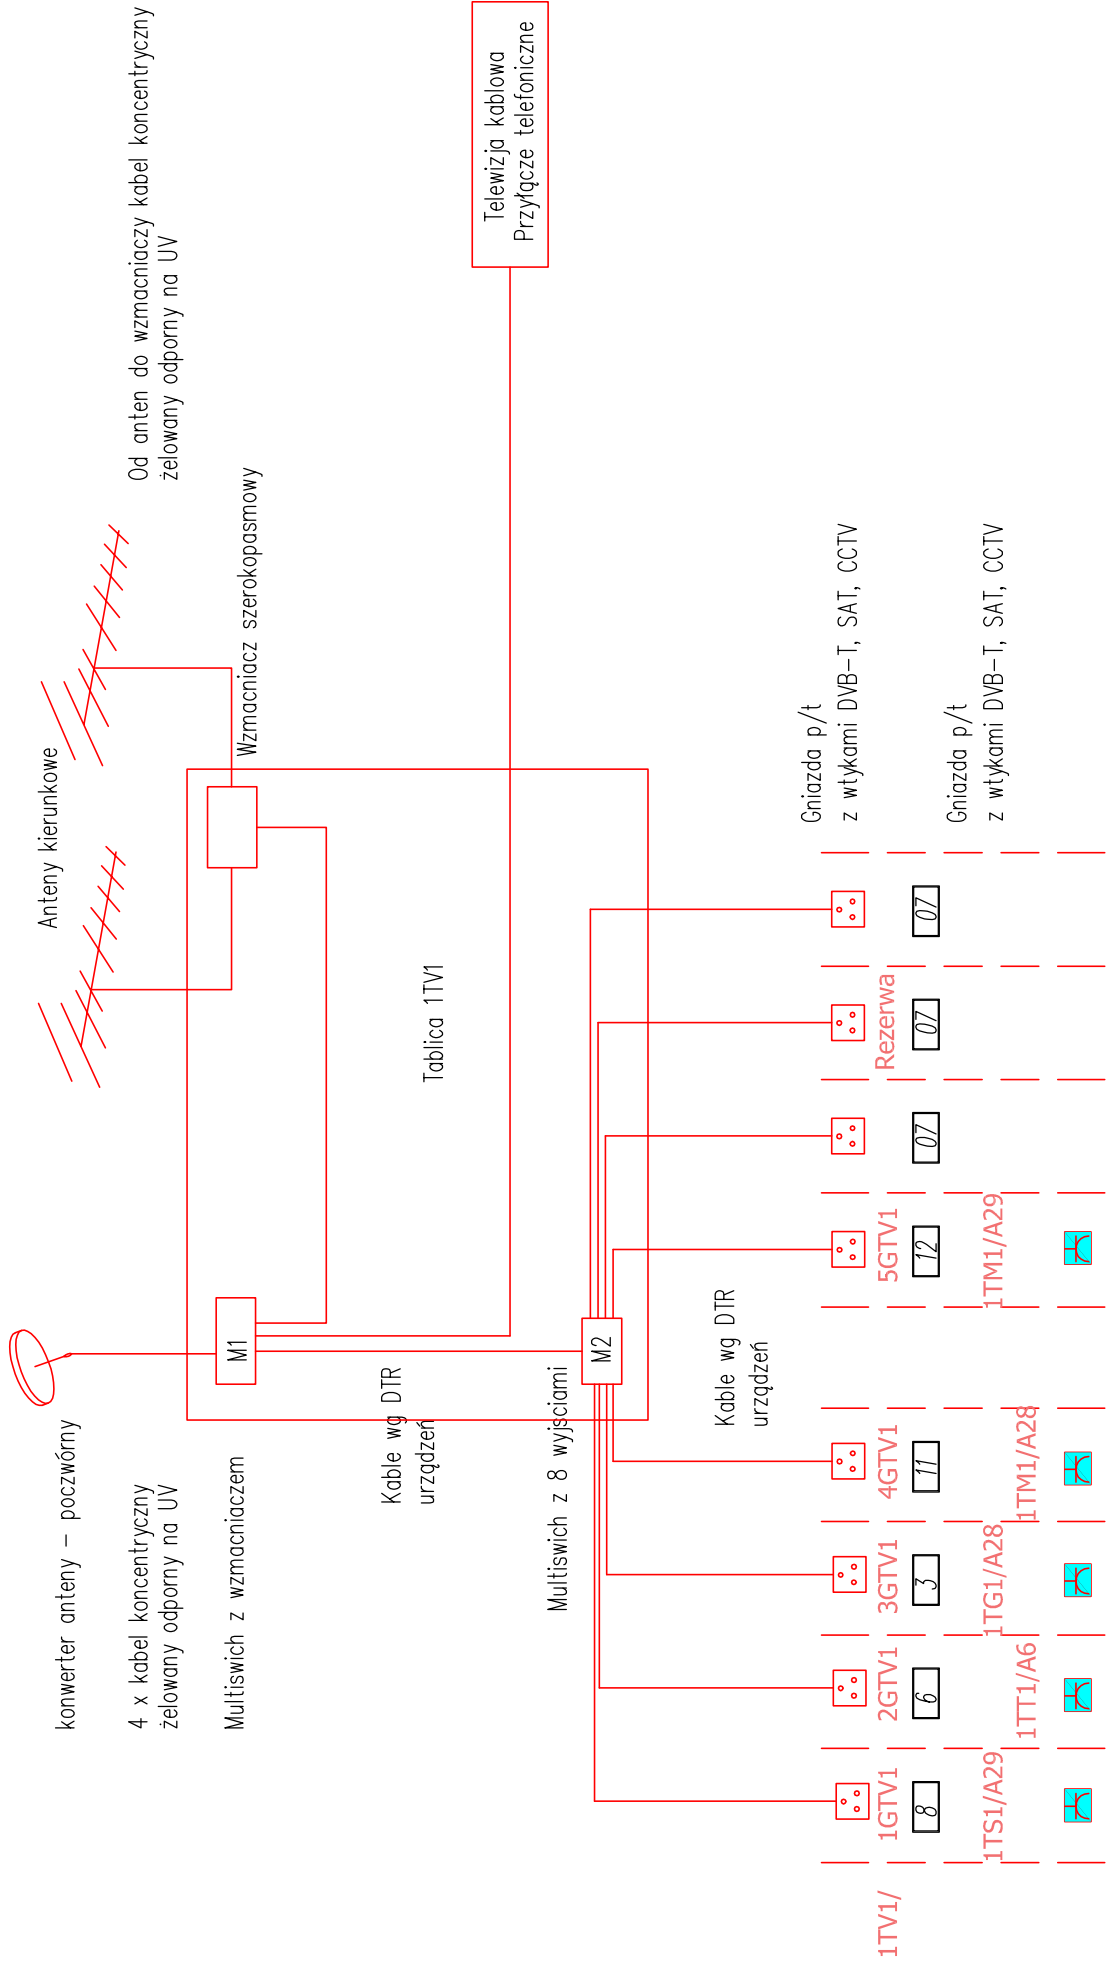 konwerter anteny – poczwórny
4 x kabel koncentryczny
żelowany odporny na UV
Multiswich z wzmacniaczem
Anteny kierunkowe
Od anten do wzmacniaczy kabel koncentryczny
żelowany odporny na UV
Wzmacniacz szerokopasmowy
M1
Kable wg DTR
urządzeń
Tablica 1TV1
Telewizja kablowa
Przyłącze telefoniczne
Multiswich z 8 wyjsciami
M2
Kable wg DTR
urządzeń
Gniazda p/t
z wtykami DVB–T, SAT, CCTV
1TV1/
1GTV1
2GTV1
3GTV1
4GTV1
5GTV1
Rezerwa
8
6
3
11
12
07
07
07
Gniazda p/t
z wtykami DVB–T, SAT, CCTV
1TS1/A29
1TT1/A6
1TG1/A28
1TM1/A28
1TM1/A29